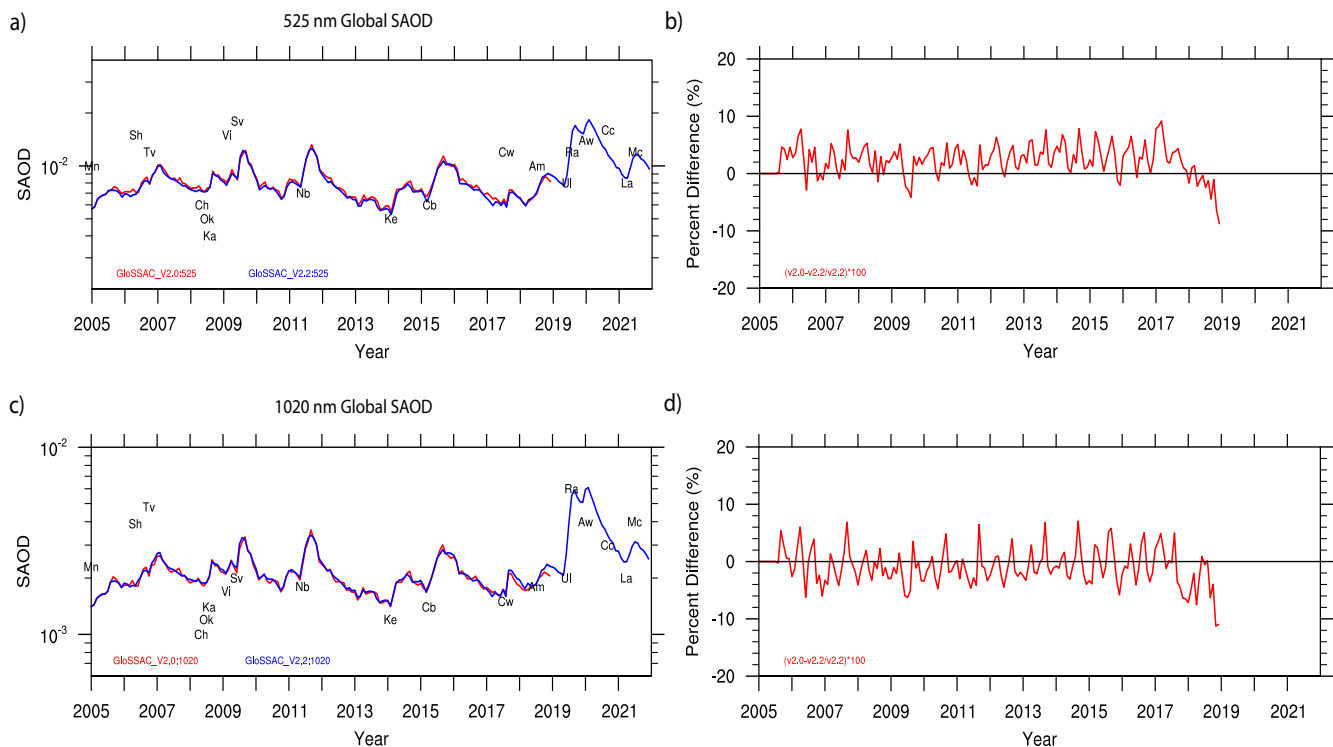 a)
525 nm Global SAOD
SAOD
10-2
Mn
Sh
Tv
Ch
Ok
Ka
Vi
Sv
Nb
Ke
Cb
Cw
Am
Ul
Ra
Aw
Cc
La
Mc
GloSSAC_V2.0:525
GloSSAC_V2.2:525
2005 2007 2009 2011 2013 2015 2017 2019 2021
Year
b)
Percent Difference (%)
20
10
0
-10
-20
(v2.0-v2.2/v2.2)*100
2005 2007 2009 2011 2013 2015 2017 2019 2021
Year
c)
1020 nm Global SAOD
SAOD
10-2
10-3
Mn
Sh
Tv
Ka
Ok
Ch
Vi
Sv
Nb
Ke
Cb
Cw
Am
Ul
Ra
Aw
Cc
La
Mc
GloSSAC_V2.0:1020
GloSSAC_V2.2:1020
2005 2007 2009 2011 2013 2015 2017 2019 2021
Year
d)
Percent Difference (%)
20
10
0
-10
-20
(v2.0-v2.2/v2.2)*100
2005 2007 2009 2011 2013 2015 2017 2019 2021
Year